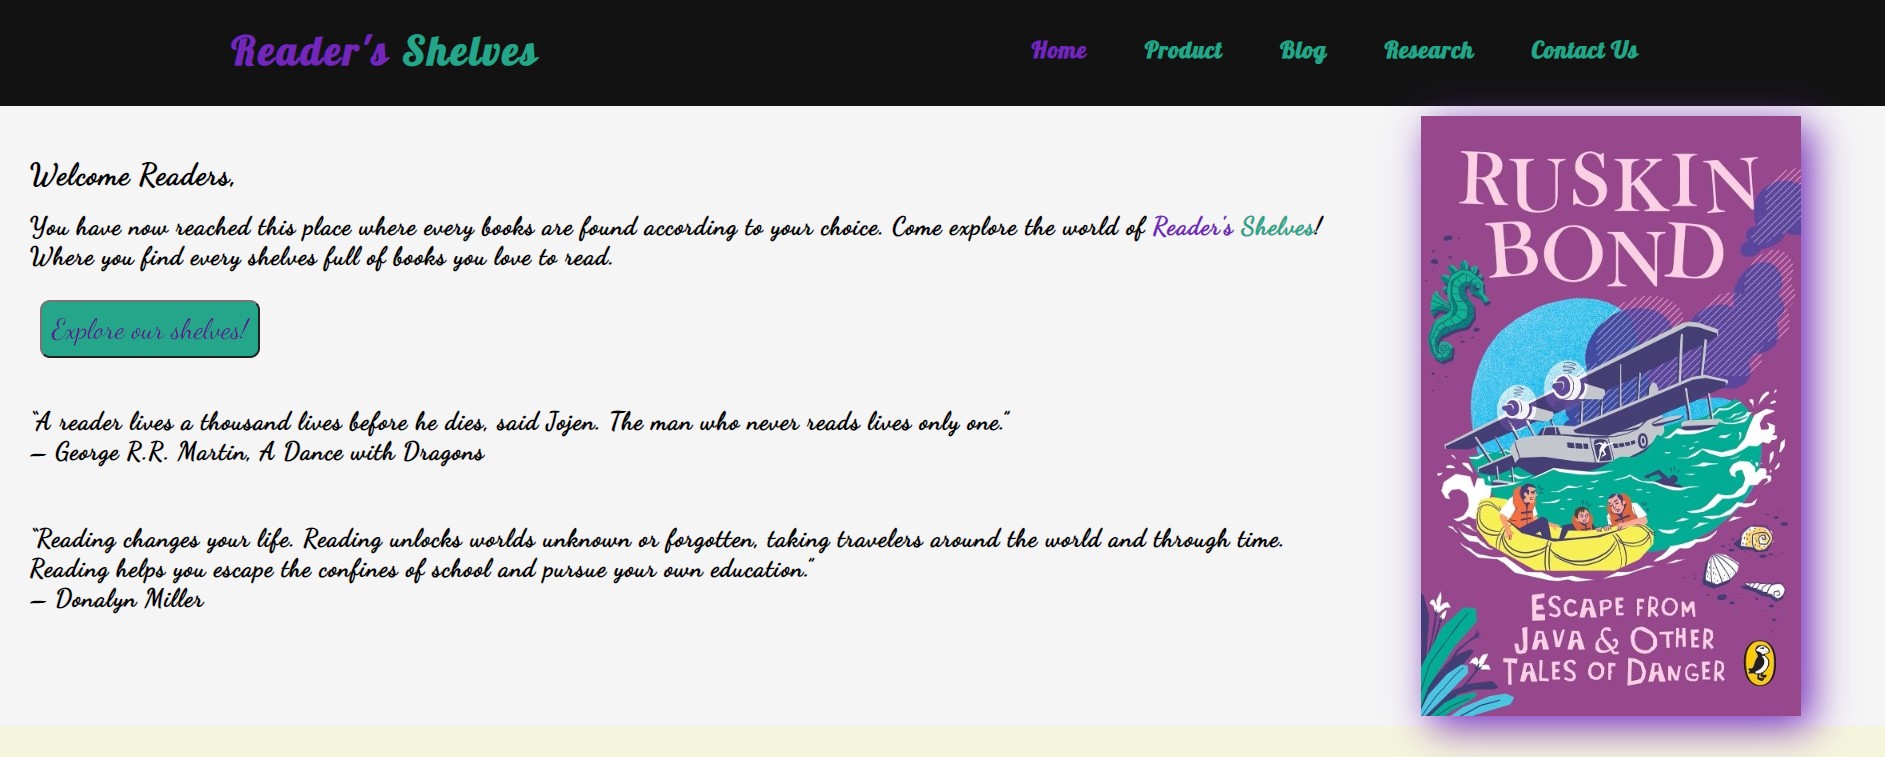 Reader's Shelves
Home Product Blog Research Contact Us
Welcome Readers,
You have now reached this place where every books are found according to your choice. Come explore the world of Reader's Shelves!
Where you find every shelves full of books you love to read.
Explore our shelves!
“A reader lives a thousand lives before he dies, said Jojen. The man who never reads lives only one.”
― George R.R. Martin, A Dance with Dragons
“Reading changes your life. Reading unlocks worlds unknown or forgotten, taking travelers around the world and through time.
Reading helps you escape the confines of school and pursue your own education.”
― Donalyn Miller
RUSKIN
BOND
ESCAPE FROM
JAVA & OTHER
TALES OF DANGER